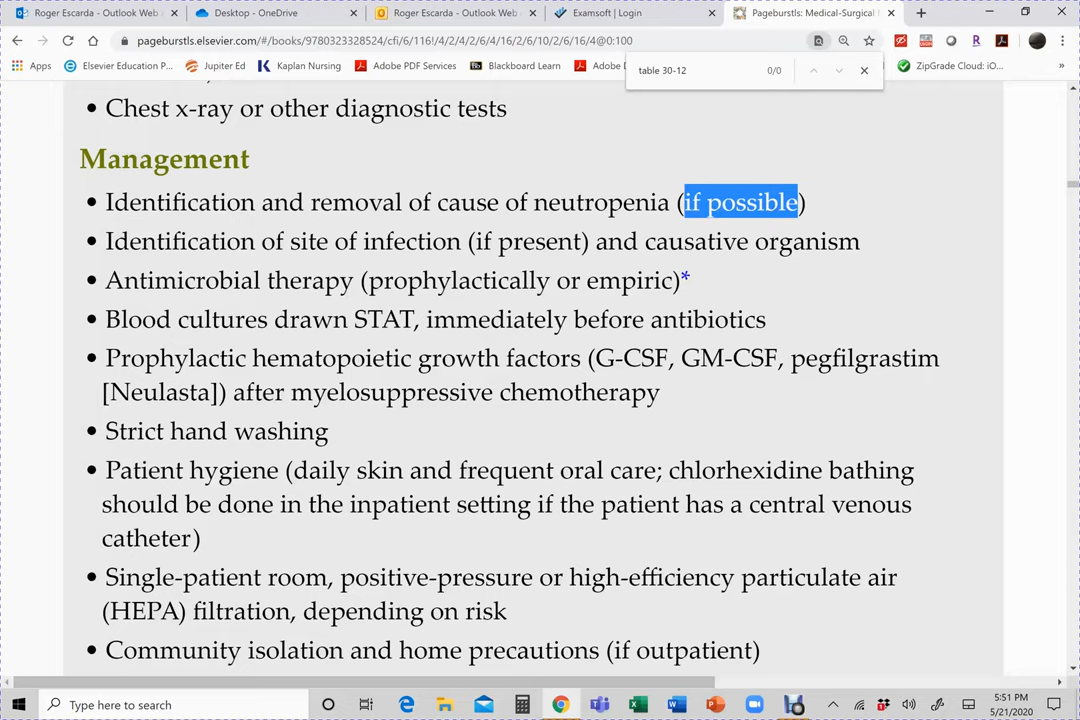 Roger Escarda - Outlook Web
Desktop - OneDrive
Roger Escarda - Outlook Web
Examsoft | Login
Pageburstls: Medical-Surgical
pageburstls.elsevier.com/#/books/9780323328524/cfi/6/116!/4/2/4/2/6/4/16/2/6/10/2/6/16/4@0:100
Apps
Elsevier Education P...
Jupiter Ed
Kaplan Nursing
Adobe PDF Services
Blackboard Learn
Adobe D
table 30-12
0/0
ZipGrade Cloud: iO...
»
• Chest x-ray or other diagnostic tests
Management
• Identification and removal of cause of neutropenia (if possible)
• Identification of site of infection (if present) and causative organism
• Antimicrobial therapy (prophylactically or empiric)*
• Blood cultures drawn STAT, immediately before antibiotics
• Prophylactic hematopoietic growth factors (G-CSF, GM-CSF, pegfilgrastim
[Neulasta]) after myelosuppressive chemotherapy
• Strict hand washing
• Patient hygiene (daily skin and frequent oral care; chlorhexidine bathing
should be done in the inpatient setting if the patient has a central venous
catheter)
• Single-patient room, positive-pressure or high-efficiency particulate air
(HEPA) filtration, depending on risk
• Community isolation and home precautions (if outpatient)
Type here to search
5:51 PM
5/21/2020